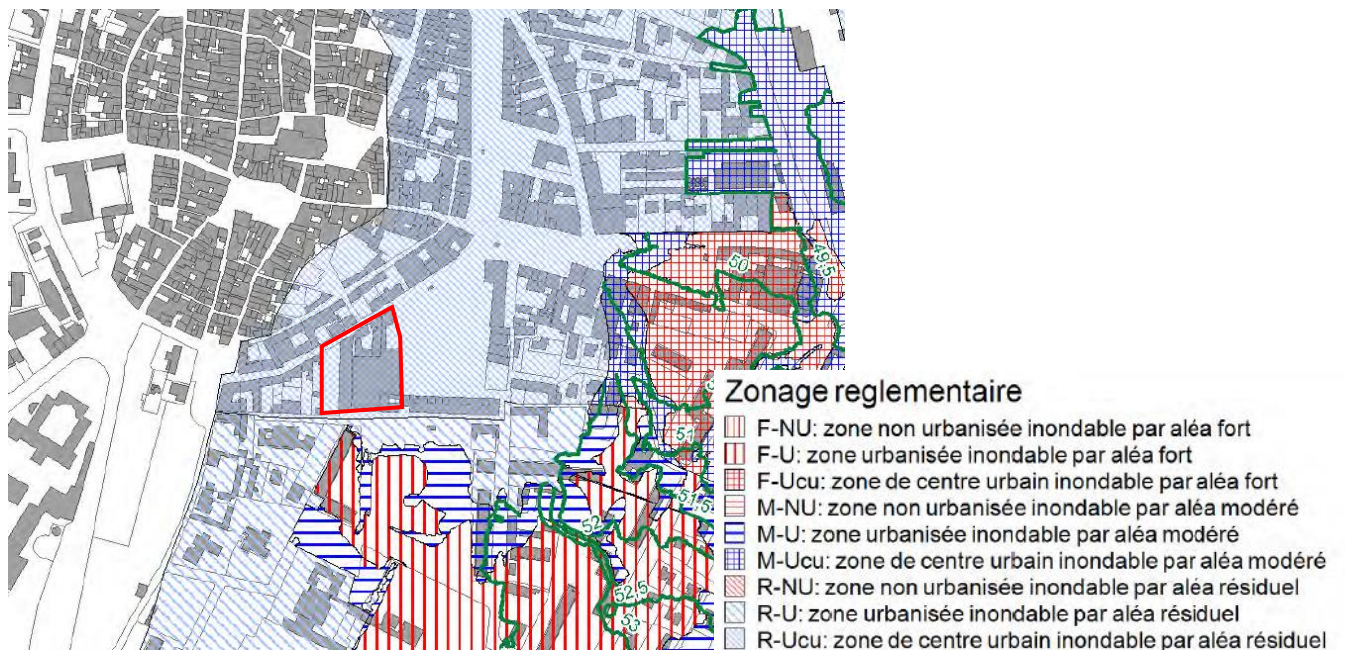 49,5
50
Zonage reglementaire
F-NU: zone non urbanisée inondable par aléa fort
F-U: zone urbanisée inondable par aléa fort
F-Ucu: zone de centre urbain inondable par aléa fort
M-NU: zone non urbanisée inondable par aléa modéré
M-U: zone urbanisée inondable par aléa modéré
M-Ucu: zone de centre urbain inondable par aléa modéré
R-NU: zone non urbanisée inondable par aléa résiduel
R-U: zone urbanisée inondable par aléa résiduel
R-Ucu: zone de centre urbain inondable par aléa résiduel
51
51,5
52
52,5
53